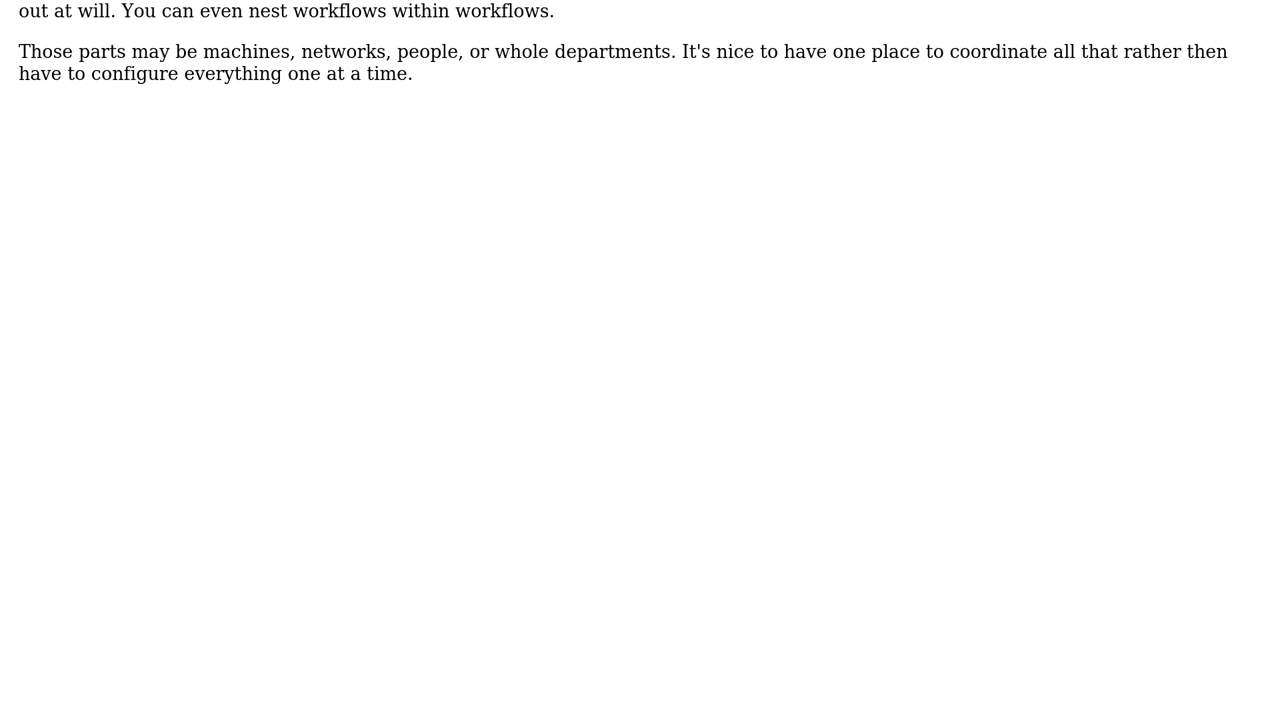 out at will. You can even nest workflows within workflows.
Those parts may be machines, networks, people, or whole departments. It's nice to have one place to coordinate all that rather then
have to configure everything one at a time.